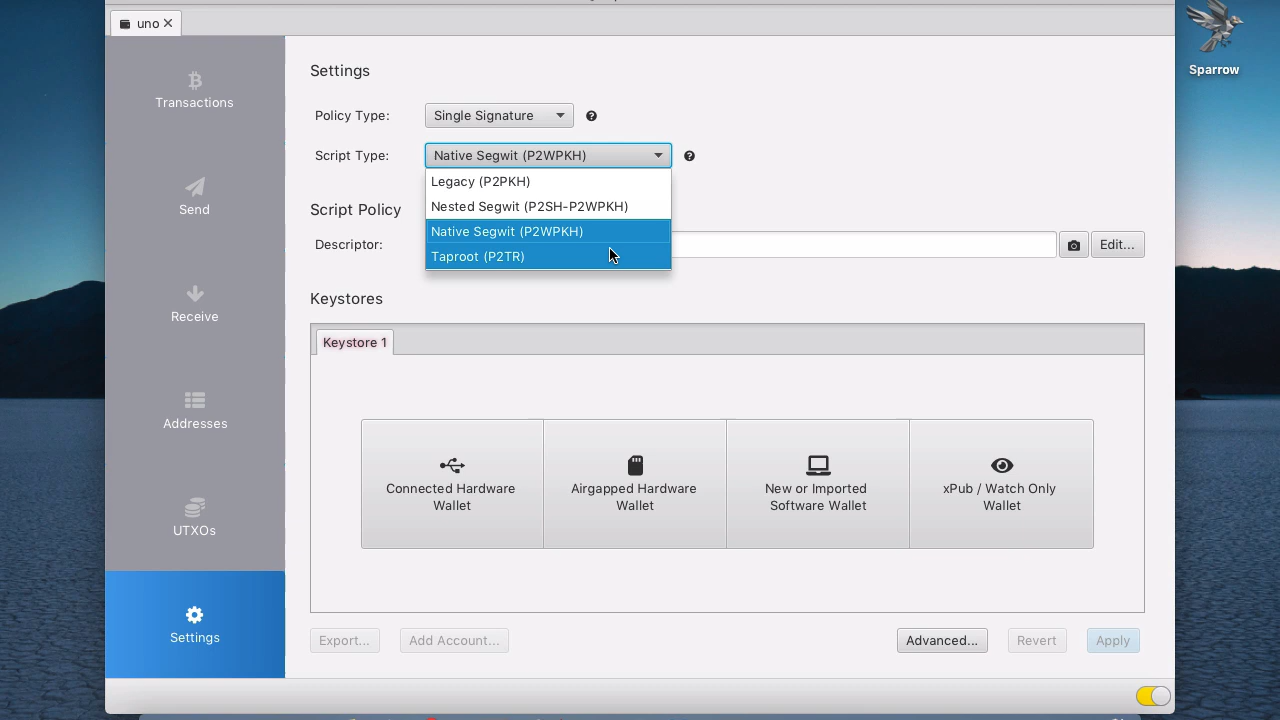 uno
Sparrow
Transactions
Send
Receive
Addresses
UTXOs
Settings
Settings
Policy Type:
Single Signature
Script Type:
Native Segwit (P2WPKH)
Legacy (P2PKH)
Nested Segwit (P2SH-P2WPKH)
Native Segwit (P2WPKH)
Taproot (P2TR)
Script Policy
Descriptor:
Edit...
Keystores
Keystore 1
Connected Hardware
Wallet
Airgapped Hardware
Wallet
New or Imported
Software Wallet
xPub / Watch Only
Wallet
Export...
Add Account...
Advanced...
Revert
Apply